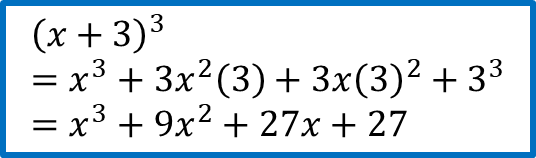 (x + 3)³
= x³ + 3x²(3) + 3x(3)² + 3³
= x³ + 9x² + 27x + 27